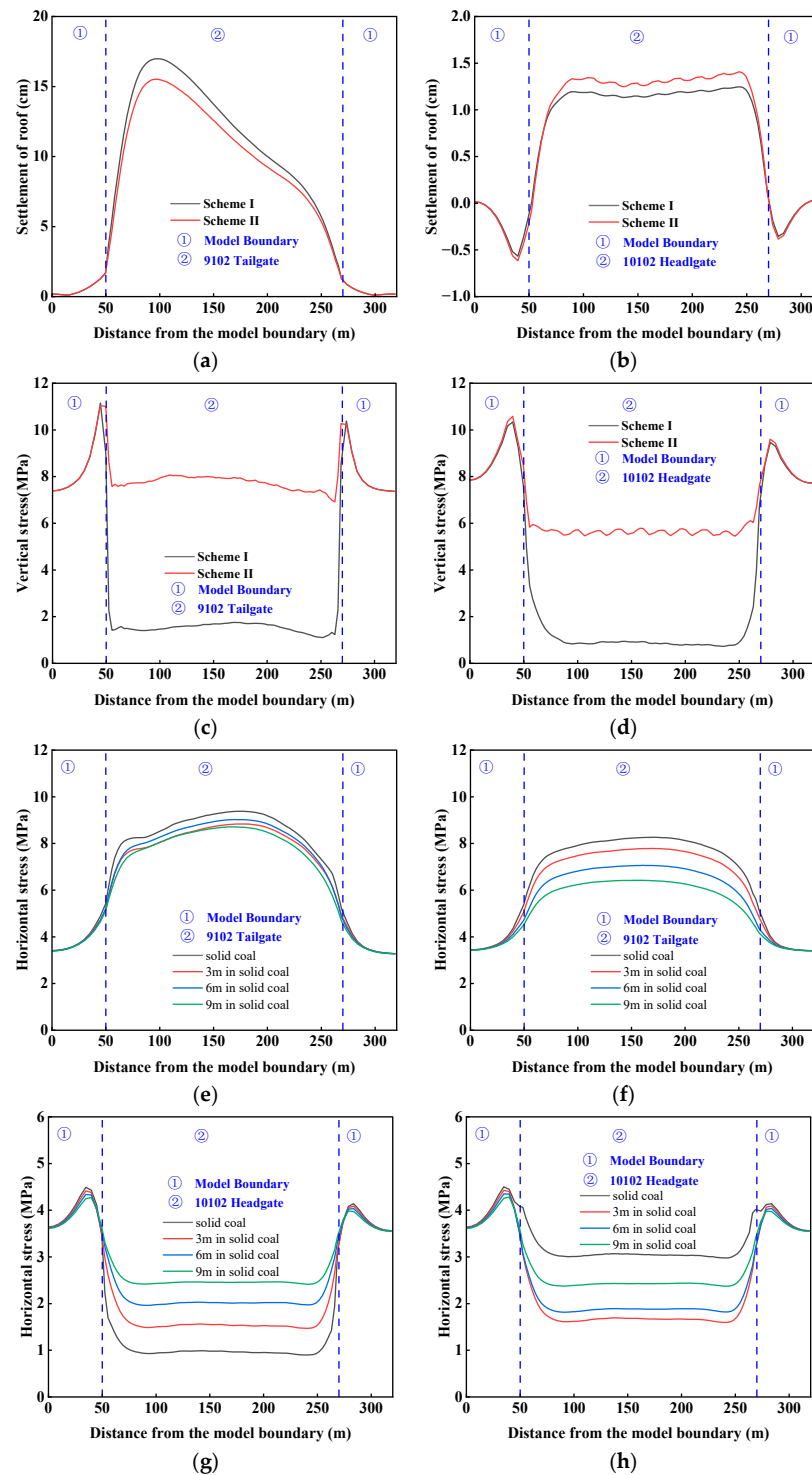 ① ② ①
20
15
10
5
0
Settlement of roof (cm)
Scheme I
Scheme II
① Model Boundary
② 9102 Tailgate
0 50 100 150 200 250 300
Distance from the model boundary (m)
(a)
① ② ①
2.0
1.5
1.0
0.5
0.0
−0.5
−1.0
Settlement of roof (cm)
Scheme I
Scheme II
① Model Boundary
② 10102 Headlgate
0 50 100 150 200 250 300
Distance from the model boundary (m)
(b)
① ② ①
12
10
8
6
4
2
0
Vertical stress(MPa)
Scheme I
Scheme II
① Model Boundary
② 9102 Tailgate
0 50 100 150 200 250 300
Distance from the model boundary (m)
(c)
① ② ①
12
10
8
6
4
2
0
Vertical stress(MPa)
Scheme I
Scheme II
① Model Boundary
② 10102 Headgate
0 50 100 150 200 250 300
Distance from the model boundary (m)
(d)
① ② ①
12
10
8
6
4
2
0
Horizontal stress (MPa)
① Model Boundary
② 9102 Tailgate
solid coal
3m in solid coal
6m in solid coal
9m in solid coal
0 50 100 150 200 250 300
Distance from the model boundary (m)
(e)
① ② ①
12
10
8
6
4
2
0
Horizontal stress (MPa)
① Model Boundary
② 9102 Tailgate
solid coal
3m in solid coal
6m in solid coal
9m in solid coal
0 50 100 150 200 250 300
Distance from the model boundary (m)
(f)
① ② ①
6
5
4
3
2
1
0
Horizontal stress (MPa)
① Model Boundary
② 10102 Headgate
solid coal
3m in solid coal
6m in solid coal
9m in solid coal
0 50 100 150 200 250 300
Distance from the model boundary (m)
(g)
① ② ①
6
5
4
3
2
1
0
Horizontal stress (MPa)
① Model Boundary
② 10102 Headgate
solid coal
3m in solid coal
6m in solid coal
9m in solid coal
0 50 100 150 200 250 300
Distance from the model boundary (m)
(h)